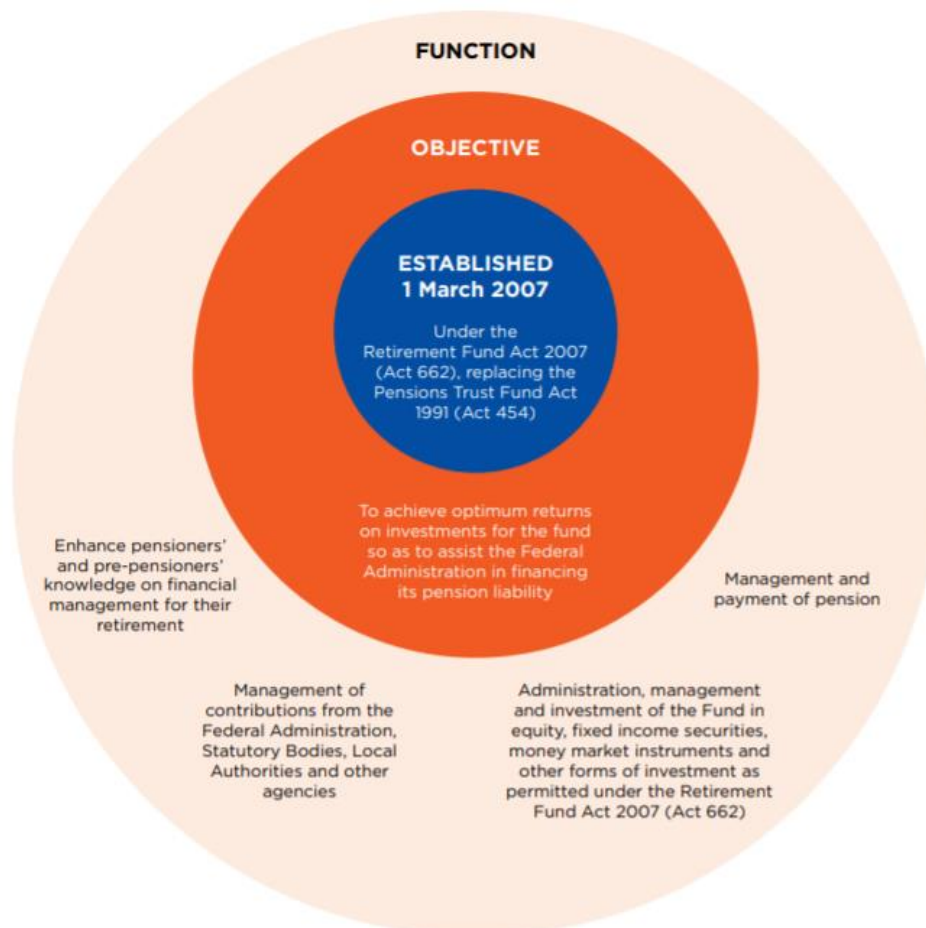 FUNCTION
OBJECTIVE
ESTABLISHED
1 March 2007
Under the
Retirement Fund Act 2007
(Act 662), replacing the
Pensions Trust Fund Act
1991 (Act 454)
To achieve optimum returns
on investments for the fund
so as to assist the Federal
Administration in financing
its pension liability
Enhance pensioners'
and pre-pensioners'
knowledge on financial
management for their
retirement
Management of
contributions from the
Federal Administration,
Statutory Bodies, Local
Authorities and other
agencies
Administration, management
and investment of the Fund in
equity, fixed income securities,
money market instruments and
other forms of investment as
permitted under the Retirement
Fund Act 2007 (Act 662)
Management and
payment of pension